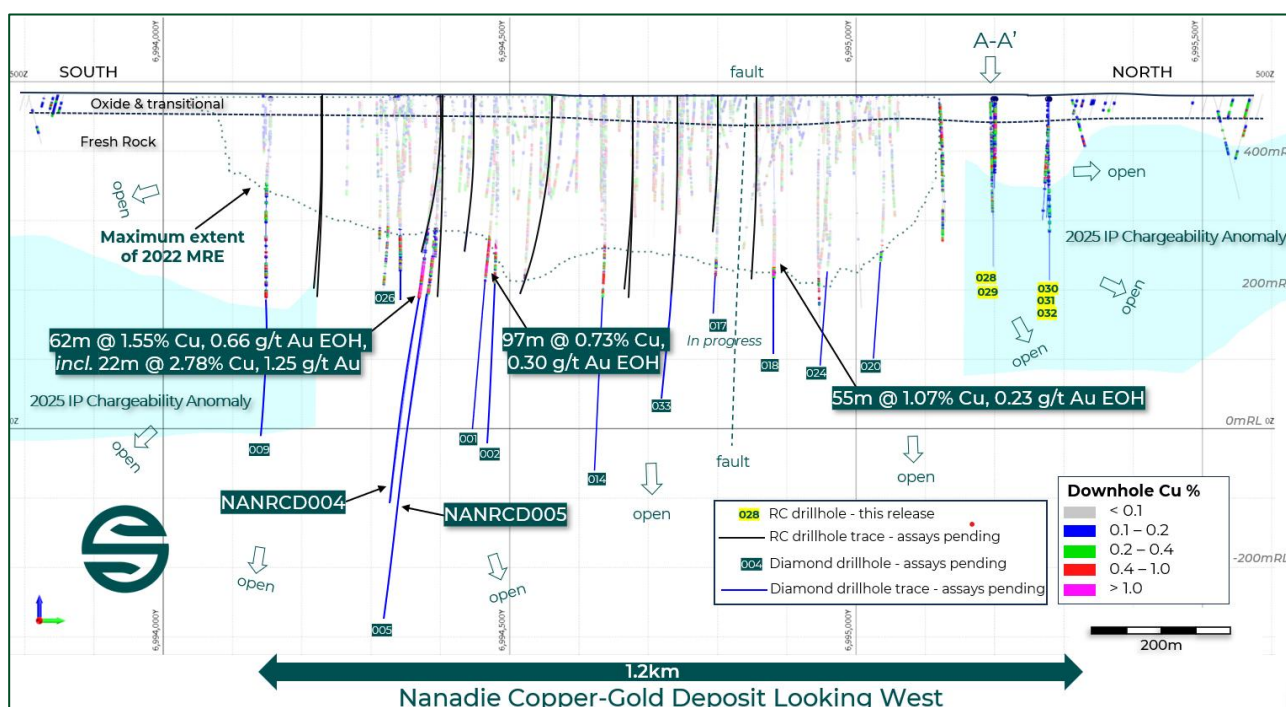 6,994,000Y
6,994,500Y
6,995,000Y
6,995,500Y
A-A'
SOUTH
fault
NORTH
500Z
500Z
Oxide & transitional
Fresh Rock
400mRL
open
open
Maximum extent
of 2022 MRE
2025 IP Chargeability Anomaly
028
029
030
031
032
200mRL
026
open
open
62m @ 1.55% Cu, 0.66 g/t Au EOH,
incl. 22m @ 2.78% Cu, 1.25 g/t Au
97m @ 0.73% Cu,
0.30 g/t Au EOH
017
In progress
018
024
020
55m @ 1.07% Cu, 0.23 g/t Au EOH
2025 IP Chargeability Anomaly
033
0Z
0mRL
0Z
009
001
002
014
open
fault
open
open
NANRCD004
NANRCD005
open
open
005
028 RC drillhole - this release
RC drillhole trace - assays pending
004 Diamond drillhole - assays pending
Diamond drillhole trace - assays pending
Downhole Cu %
< 0.1
0.1 – 0.2
0.2 – 0.4
0.4 – 1.0
> 1.0
-200mRL
200m
6,994,000Y
6,994,500Y
6,995,000Y
1.2km
Nanadie Copper-Gold Deposit Looking West